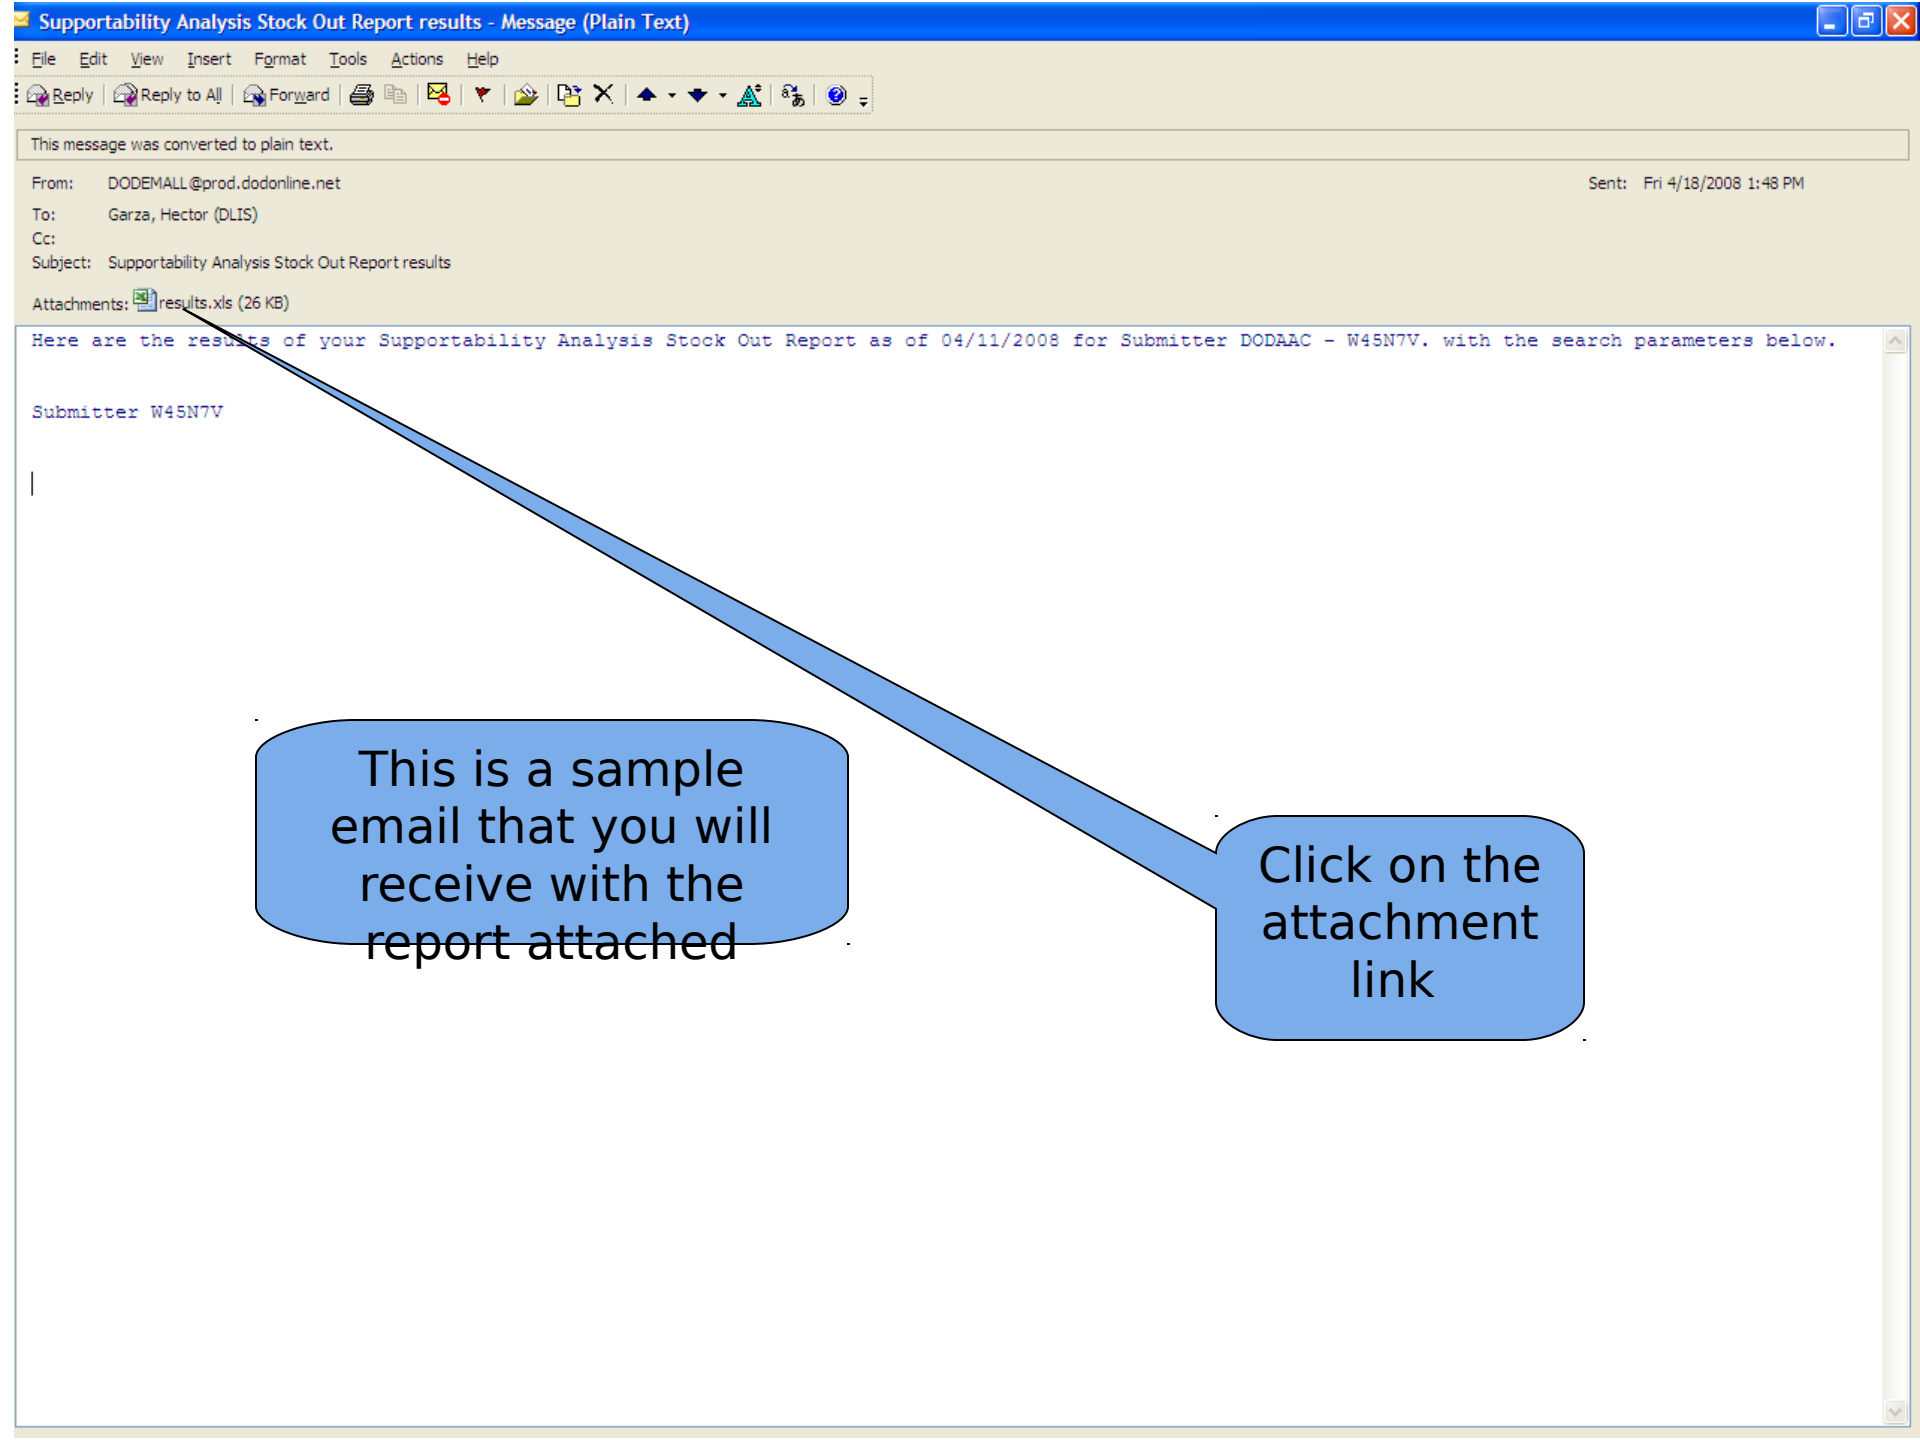 Supportability Analysis Stock Out Report results - Message (Plain Text)
File Edit View Insert Format Tools Actions Help
Reply Reply to All Forward
This message was converted to plain text.
From: DODEMALL@prod.dodonline.net Sent: Fri 4/18/2008 1:48 PM
To: Garza, Hector (DLIS)
Cc:
Subject: Supportability Analysis Stock Out Report results
Attachments: results.xls (26 KB)
Here are the results of your Supportability Analysis Stock Out Report as of 04/11/2008 for Submitter DODAAC - W45N7V. with the search parameters below.
Submitter W45N7V
This is a sample
email that you will
receive with the
report attached
Click on the
attachment
link